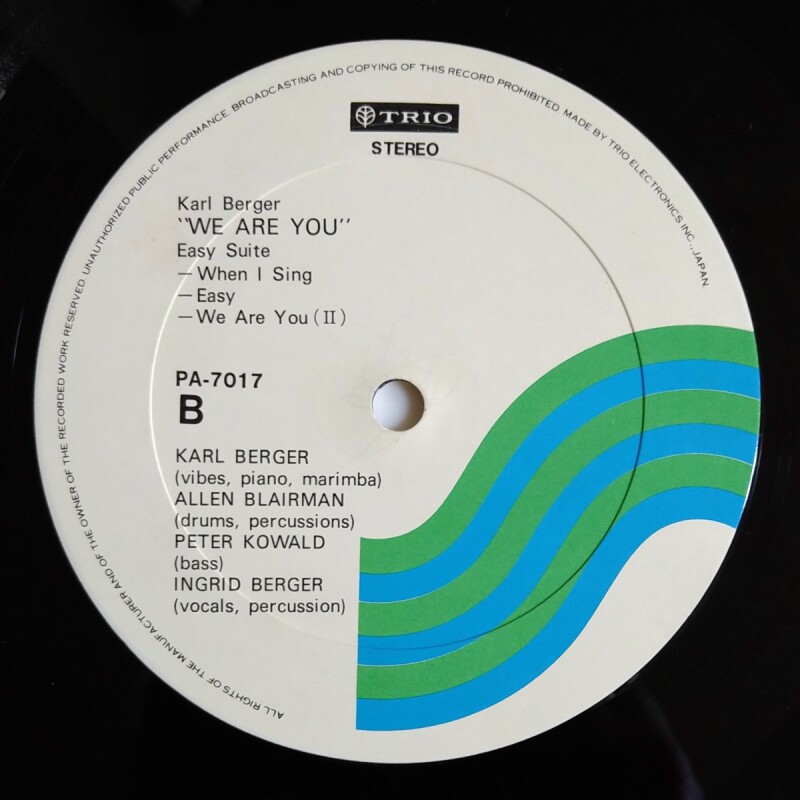 ALL RIGHTS OF THE MANUFACTURER AND OF THE OWNER OF THE RECORDED WORK RESERVED. UNAUTHORIZED PUBLIC PERFORMANCE. BROADCASTING AND COPYING OF THIS RECORD PROHIBITED. MADE BY TRIO ELECTRONICS INC., JAPAN.
TRIO
STEREO
Karl Berger
"WE ARE YOU"
Easy Suite
—When I Sing
—Easy
—We Are You (II)
PA-7017
B
KARL BERGER
(vibes, piano, marimba)
ALLEN BLAIRMAN
(drums, percussions)
PETER KOWALD
(bass)
INGRID BERGER
(vocals, percussion)